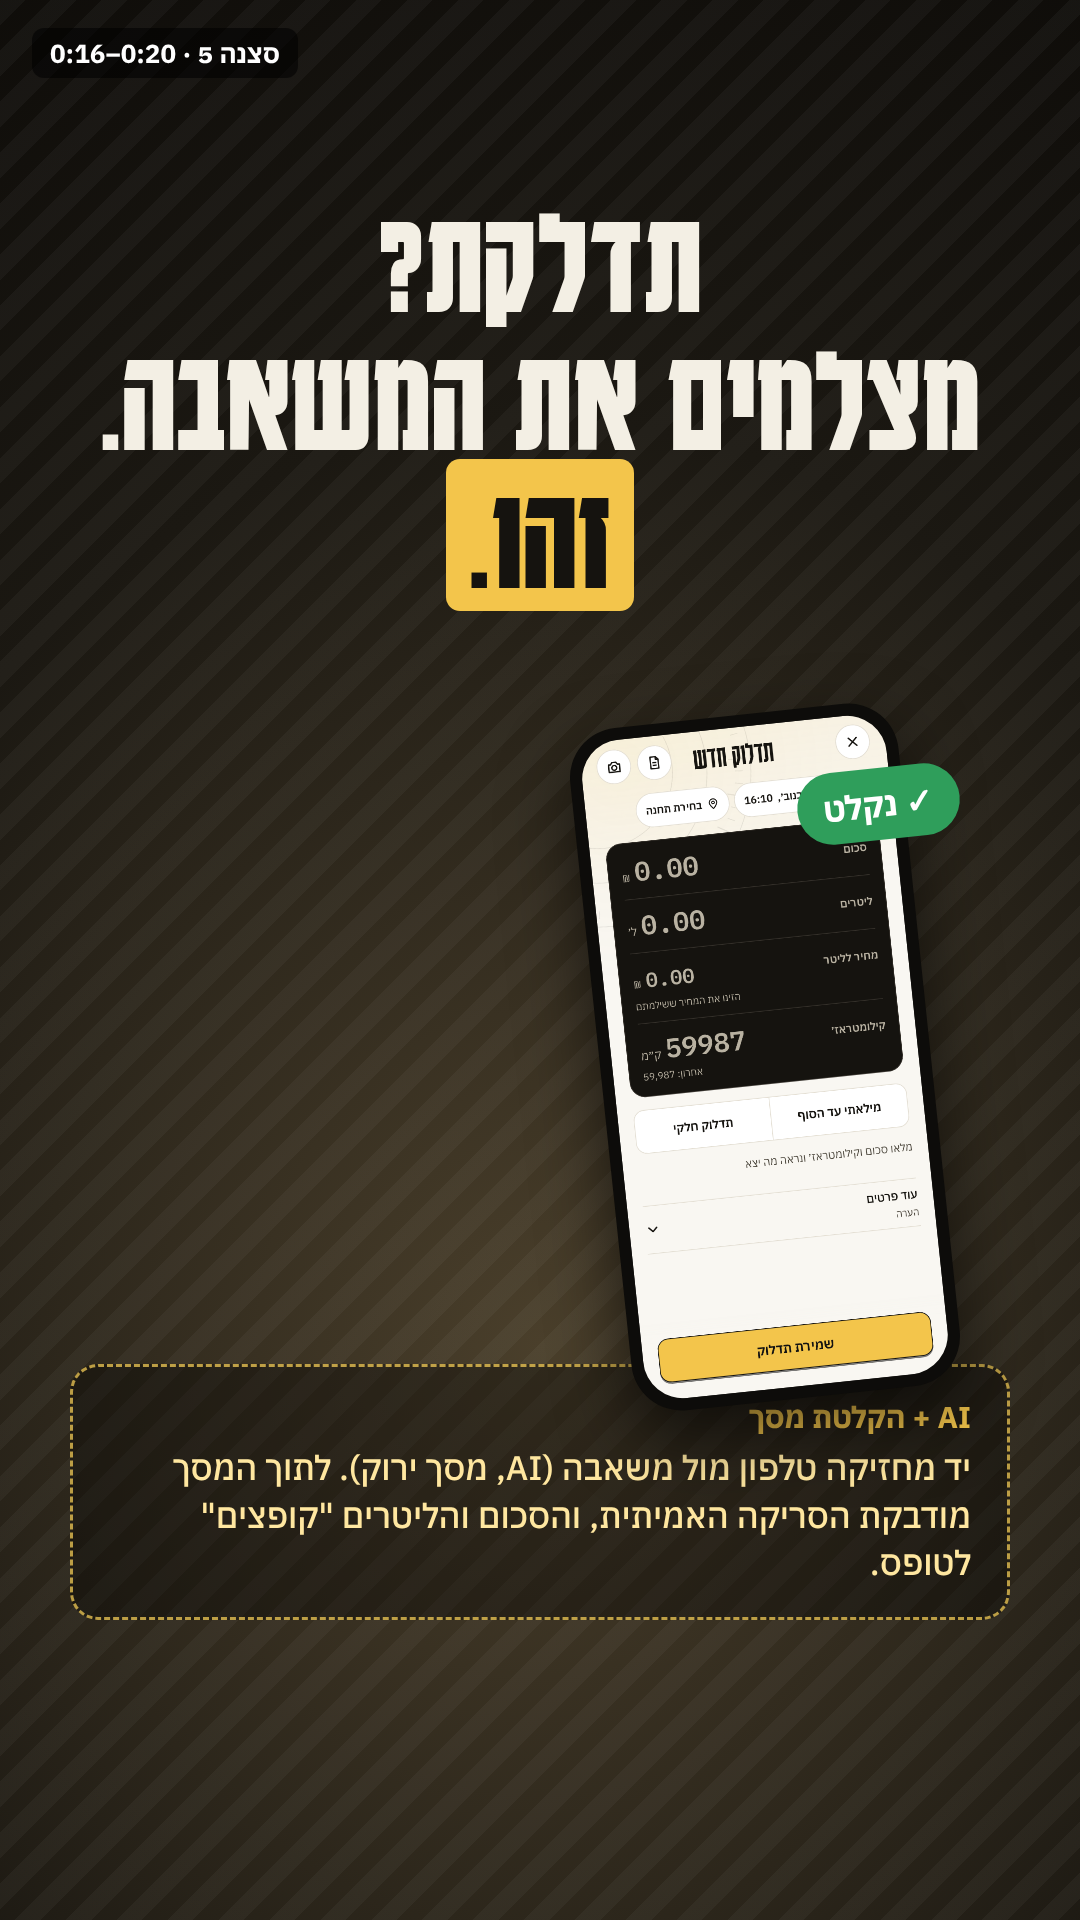 סצנה 5 · 0:16–0:20
תדלקת?
מצלמים את המשאבה.
זהו.
תדלוק חדש
בחירת תחנה
16:10
✓ נקלט
סכום
0.00 ₪
ליטרים
0.00 ל׳
מחיר לליטר
0.00 ₪
הזינו את המחיר ששילמתם
קילומטראז׳
59987 ק״מ
אחרון: 59,987
מילאתי עד הסוף
תדלוק חלקי
מלאו סכום וקילומטראז׳ ונראה מה יצא
עוד פרטים
הערה
שמירת תדלוק
AI + הקלטת מסך
יד מחזיקה טלפון מול משאבה (AI, מסך ירוק). לתוך המסך
מודבקת הסריקה האמיתית, והסכום והליטרים "קופצים"
לטופס.